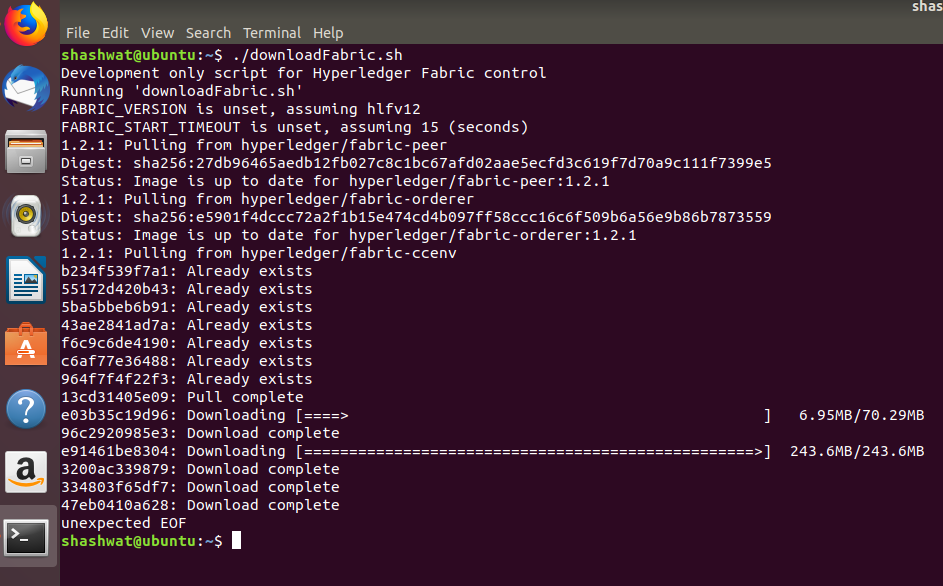 shas
File Edit View Search Terminal Help
shashwat@ubuntu:~$ ./downloadFabric.sh
Development only script for Hyperledger Fabric control
Running 'downloadFabric.sh'
FABRIC_VERSION is unset, assuming hlfv12
FABRIC_START_TIMEOUT is unset, assuming 15 (seconds)
1.2.1: Pulling from hyperledger/fabric-peer
Digest: sha256:27db96465aedb12fb027c8c1bc67afd02aae5ecfd3c619f7d70a9c111f7399e5
Status: Image is up to date for hyperledger/fabric-peer:1.2.1
1.2.1: Pulling from hyperledger/fabric-orderer
Digest: sha256:e5901f4dccc72a2f1b15e474cd4b097ff58ccc16c6f509b6a56e9b86b7873559
Status: Image is up to date for hyperledger/fabric-orderer:1.2.1
1.2.1: Pulling from hyperledger/fabric-ccenv
b234f539f7a1: Already exists
55172d420b43: Already exists
5ba5bbeb6b91: Already exists
43ae2841ad7a: Already exists
f6c9c6de4190: Already exists
c6af77e36488: Already exists
964f7f4f22f3: Already exists
13cd31405e09: Pull complete
e03b35c19d96: Downloading [====>                                              ]   6.95MB/70.29MB
96c2920985e3: Download complete
e91461be8304: Downloading [==================================================>]  243.6MB/243.6MB
3200ac339879: Download complete
334803f65df7: Download complete
47eb0410a628: Download complete
unexpected EOF
shashwat@ubuntu:~$